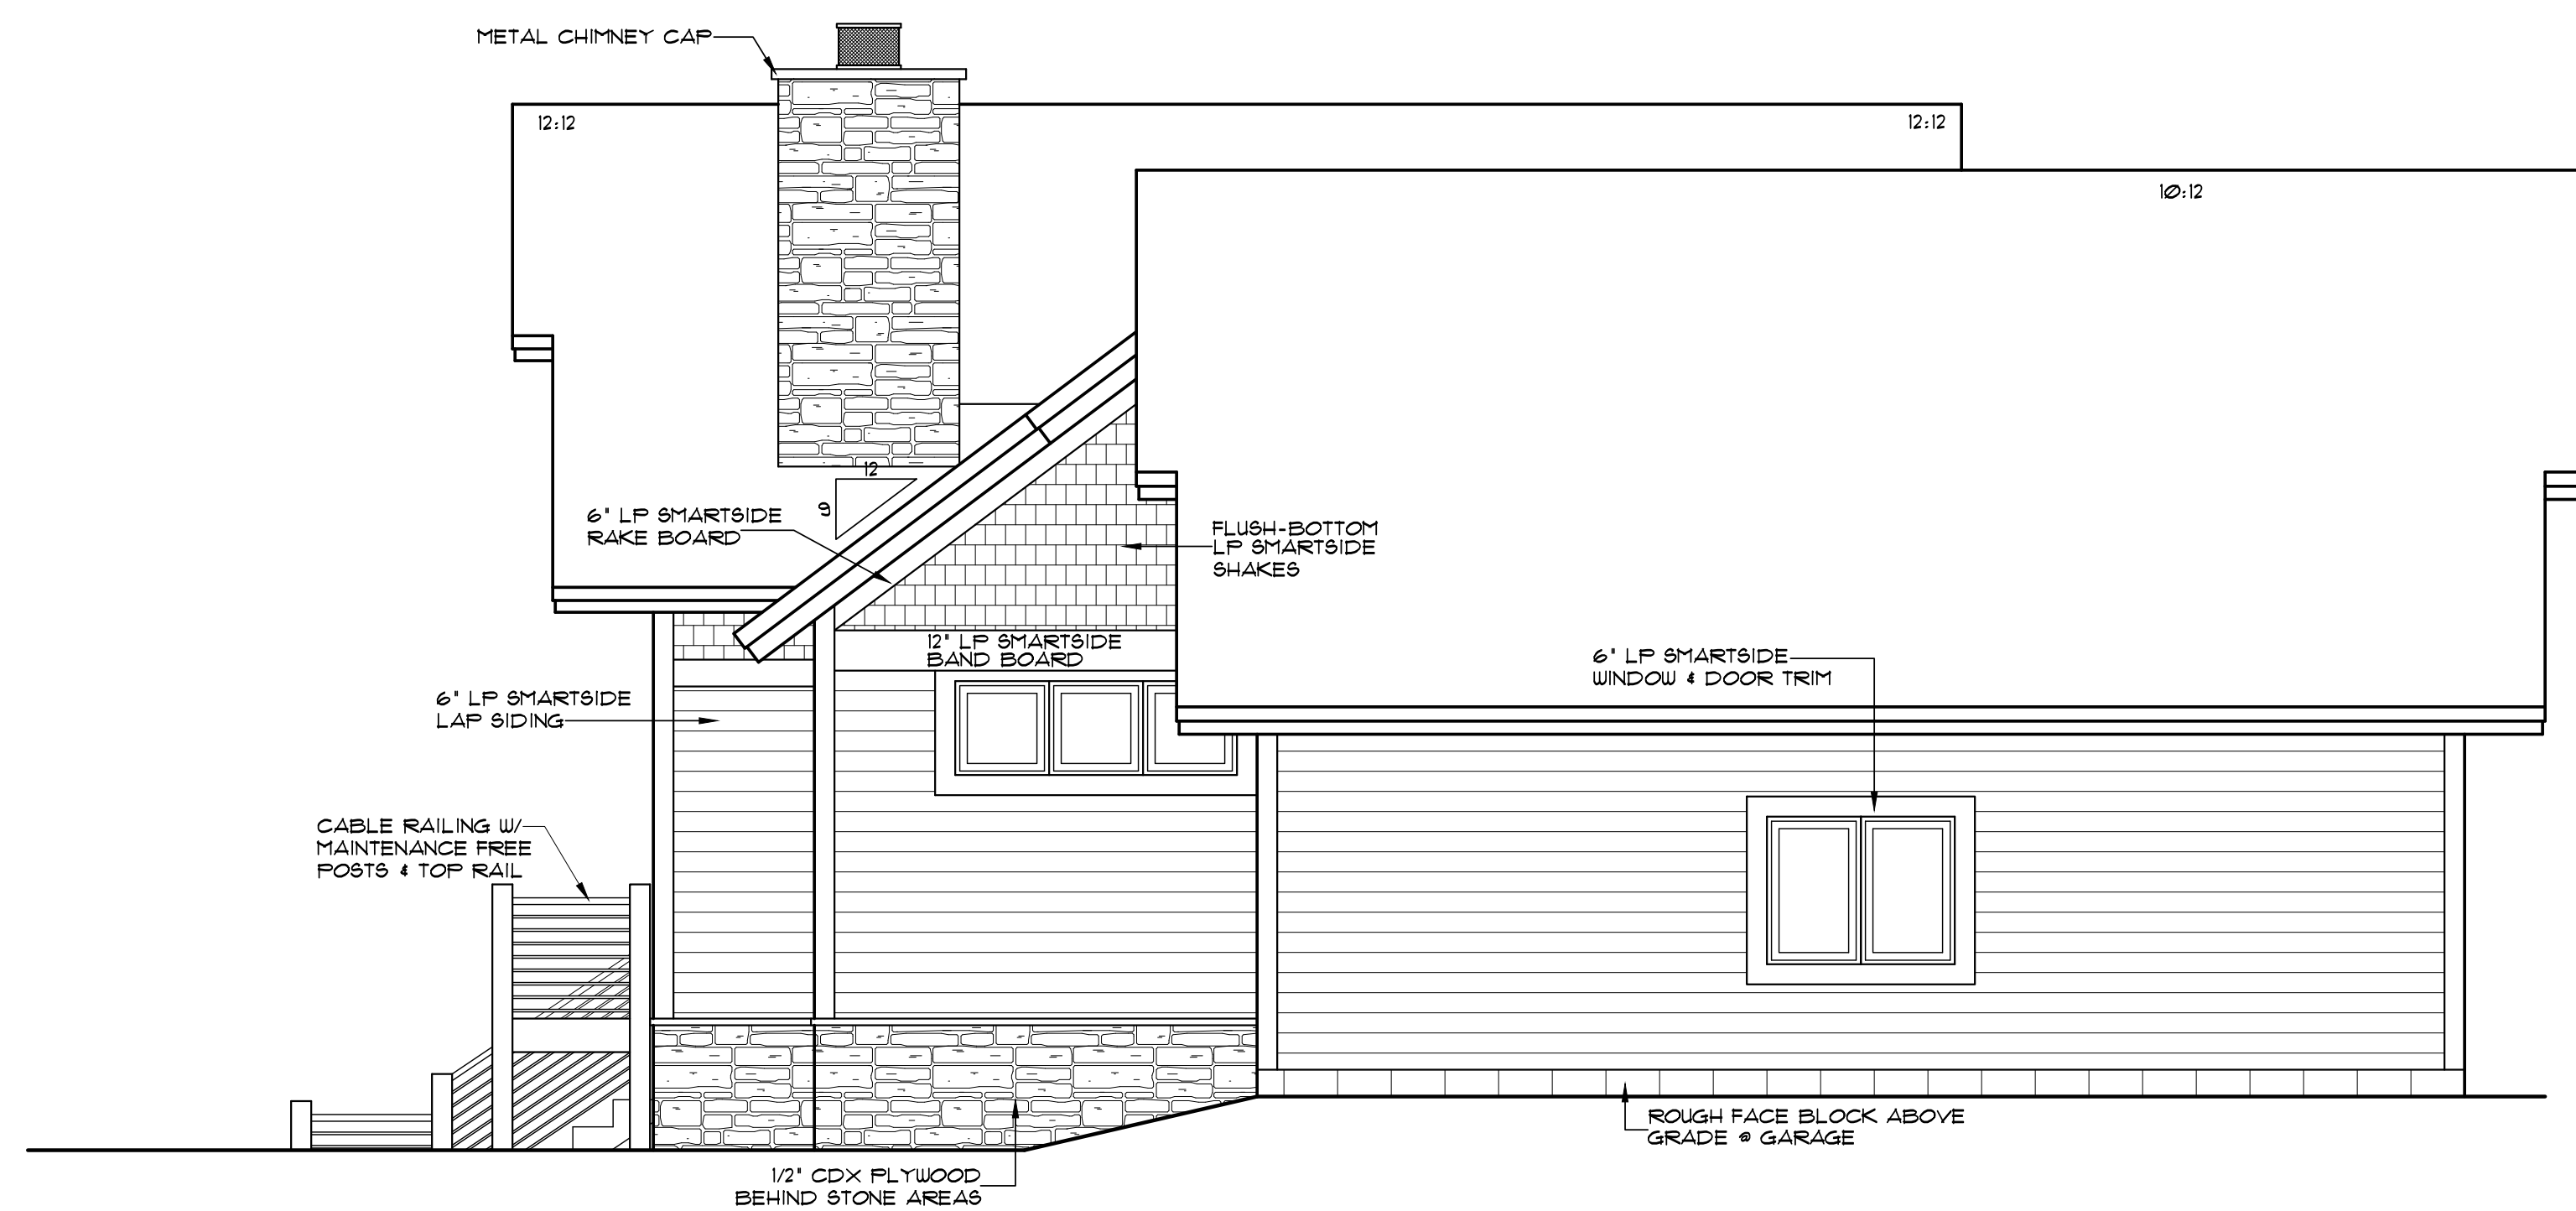 METAL CHIMNEY CAP
12:12
12:12
10:12
12
9
6" LP SMARTSIDE
RAKE BOARD
FLUSH-BOTTOM
LP SMARTSIDE
SHAKES
12" LP SMARTSIDE
BAND BOARD
6" LP SMARTSIDE
WINDOW & DOOR TRIM
6" LP SMARTSIDE
LAP SIDING
CABLE RAILING W/
MAINTENANCE FREE
POSTS & TOP RAIL
ROUGH FACE BLOCK ABOVE
GRADE @ GARAGE
1/2" CDX PLYWOOD
BEHIND STONE AREAS